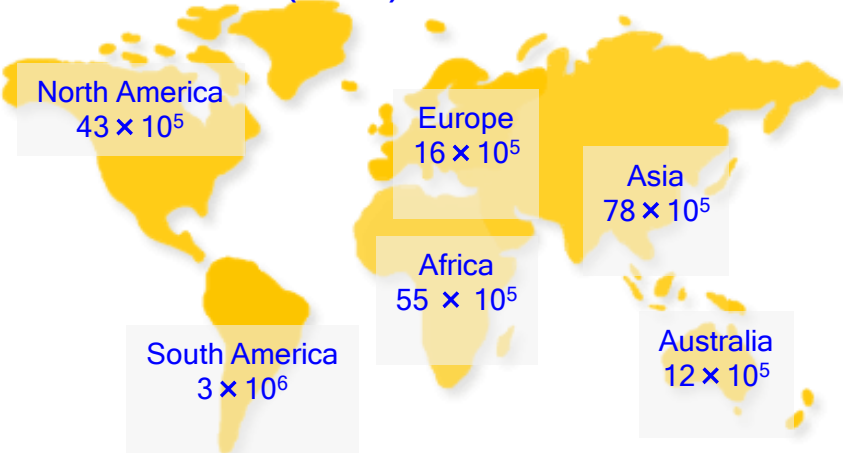 North America
43 × 10⁵
Europe
16 × 10⁵
Asia
78 × 10⁵
Africa
55 × 10⁵
South America
3 × 10⁶
Australia
12 × 10⁵